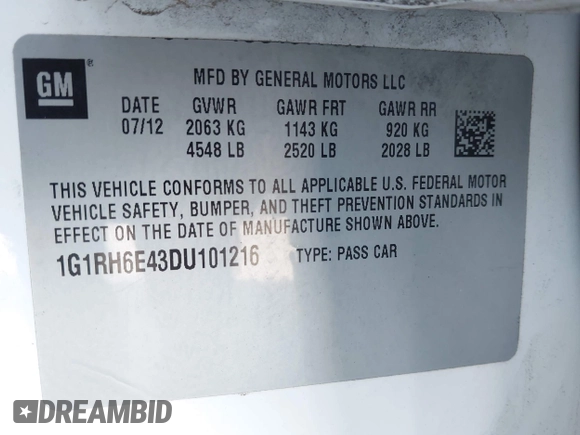 GM ®
MFD BY GENERAL MOTORS LLC
DATE GVWR GAWR FRT GAWR RR
07/12 2063 KG 1143 KG 920 KG
4548 LB 2520 LB 2028 LB
THIS VEHICLE CONFORMS TO ALL APPLICABLE U.S. FEDERAL MOTOR
VEHICLE SAFETY, BUMPER, AND THEFT PREVENTION STANDARDS IN
EFFECT ON THE DATE OF MANUFACTURE SHOWN ABOVE.
1G1RH6E43DU101216 TYPE: PASS CAR
DREAMBID